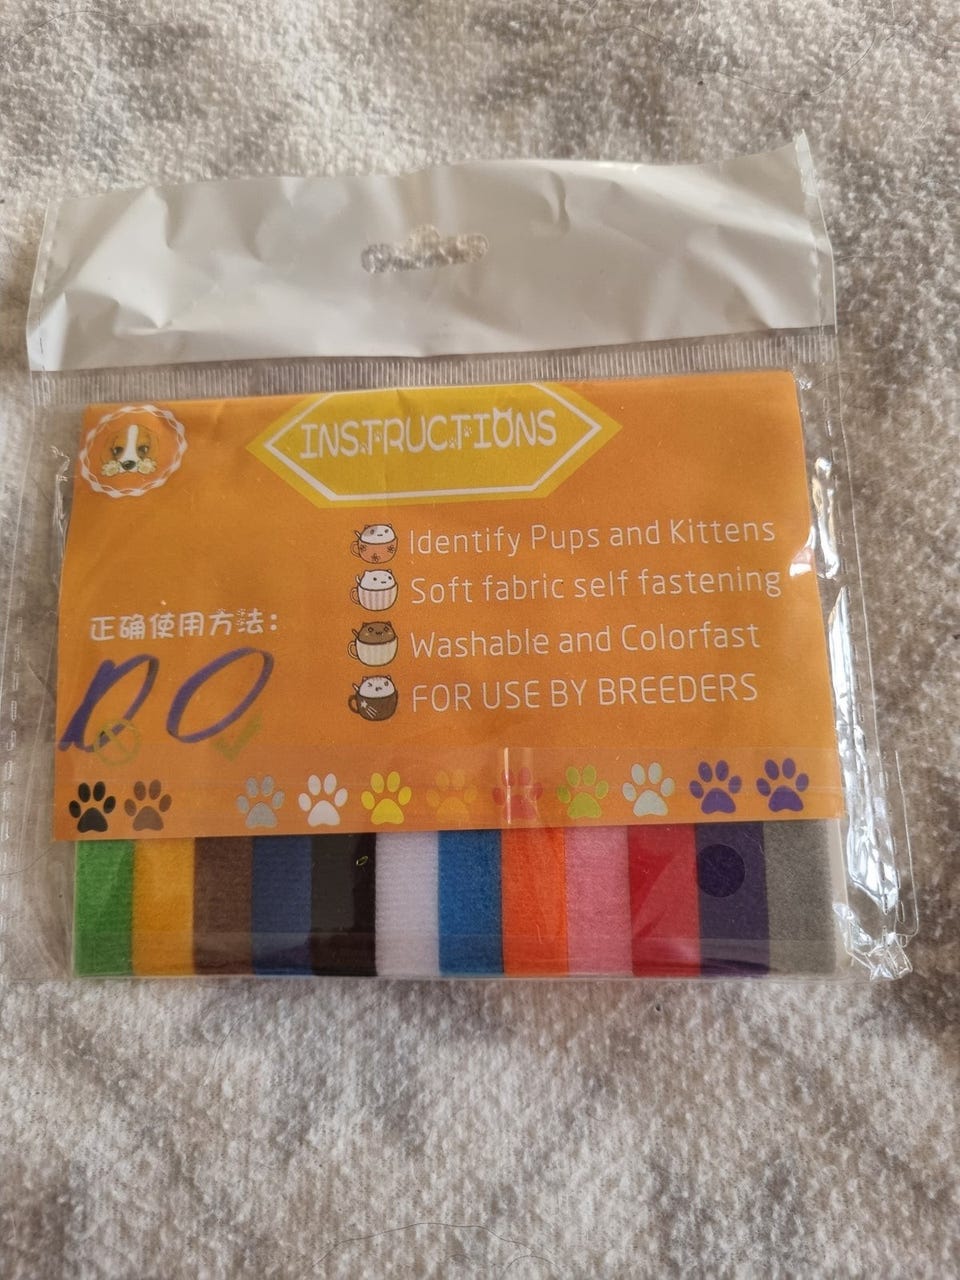 INSTRUCTIONS
Identify Pups and Kittens
Soft fabric self fastening
Washable and Colorfast
FOR USE BY BREEDERS
正确使用方法: